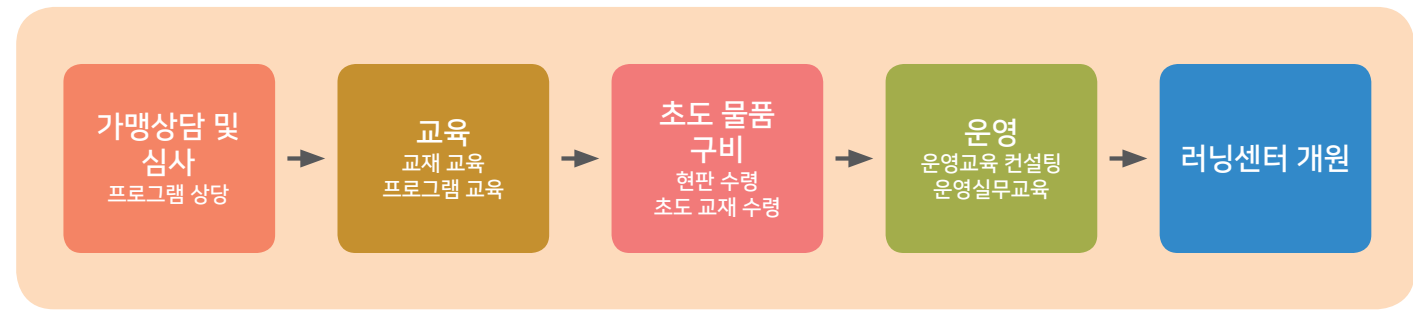 가맹상담 및
심사
프로그램 상당
교육
교재 교육
프로그램 교육
초도 물품
구비
현판 수령
초도 교재 수령
운영
운영교육 컨설팅
운영실무교육
러닝센터 개원